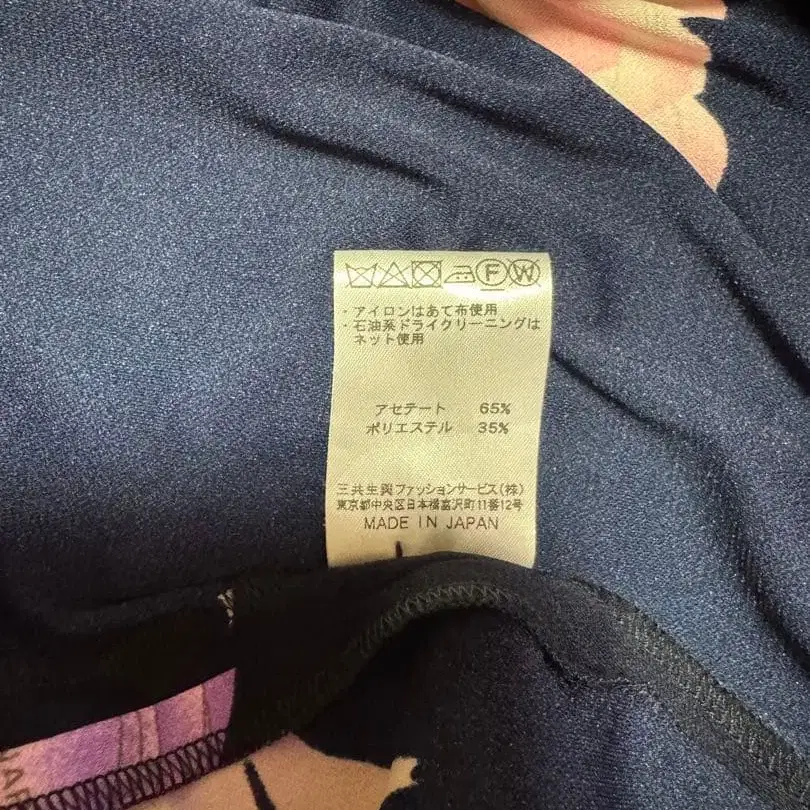 F W
・アイロンはあて布使用
・石油系ドライクリーニングは
ネット使用
アセテート 65%
ポリエステル 35%
三共生興ファッションサービス(株)
東京都中央区日本橋富沢町11番12号
MADE IN JAPAN